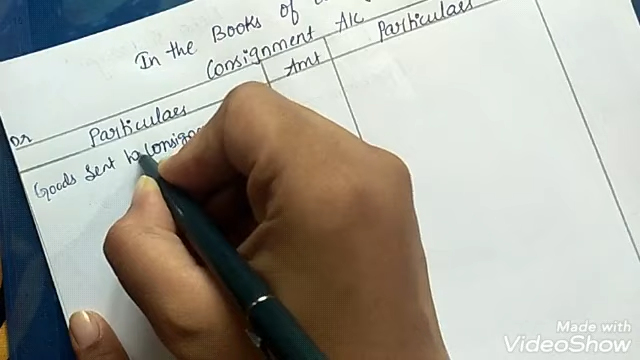 In the Books of
Consignment A/c
Dr
Particulars Amt Particulars
Goods Sent to Consign
Made with
VideoShow